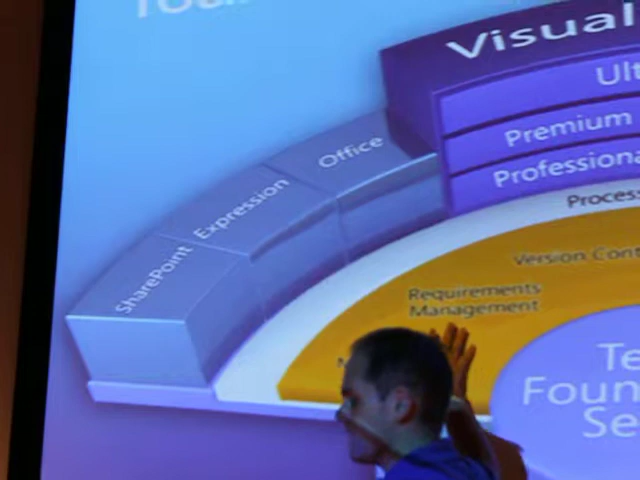 Visual
Ult
Premium
Professiona
Office
Expression
SharePoint
Process
Version Cont
Requirements
Management
Te
Foun
Se